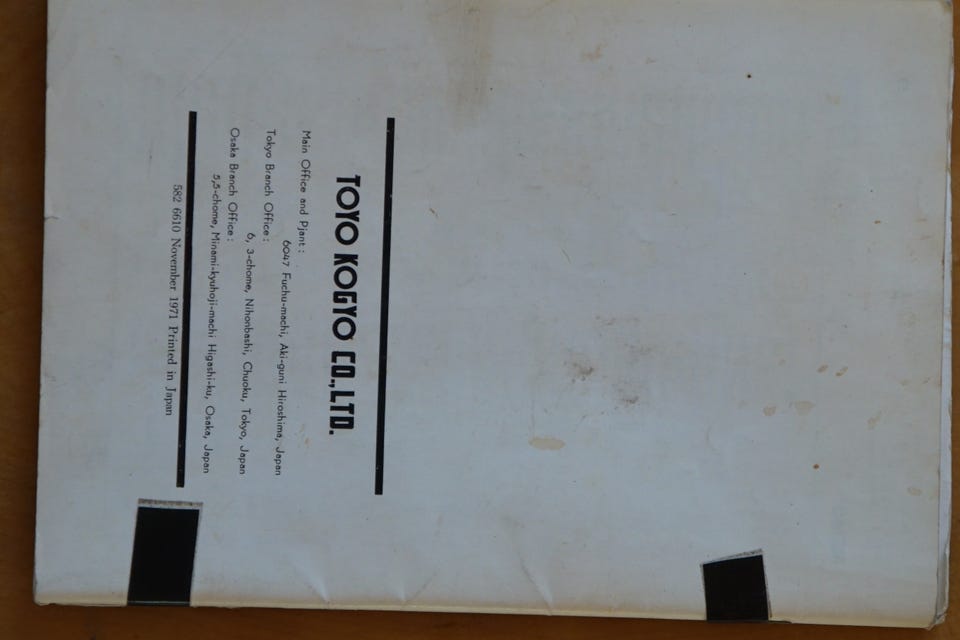 TOYO KOGYO CO., LTD.
Main Office and Pjant :
6047 Fuchu-machi, Aki-guni Hiroshima, Japan
Tokyo Branch Office :
6, 3-chome, Nihonbashi, Chuoku, Tokyo, Japan
Osaka Branch Office :
5,5-chome, Minami-kyuhoji-machi Higashi-ku, Osaka, Japan
582 6610 November 1971 Printed in Japan